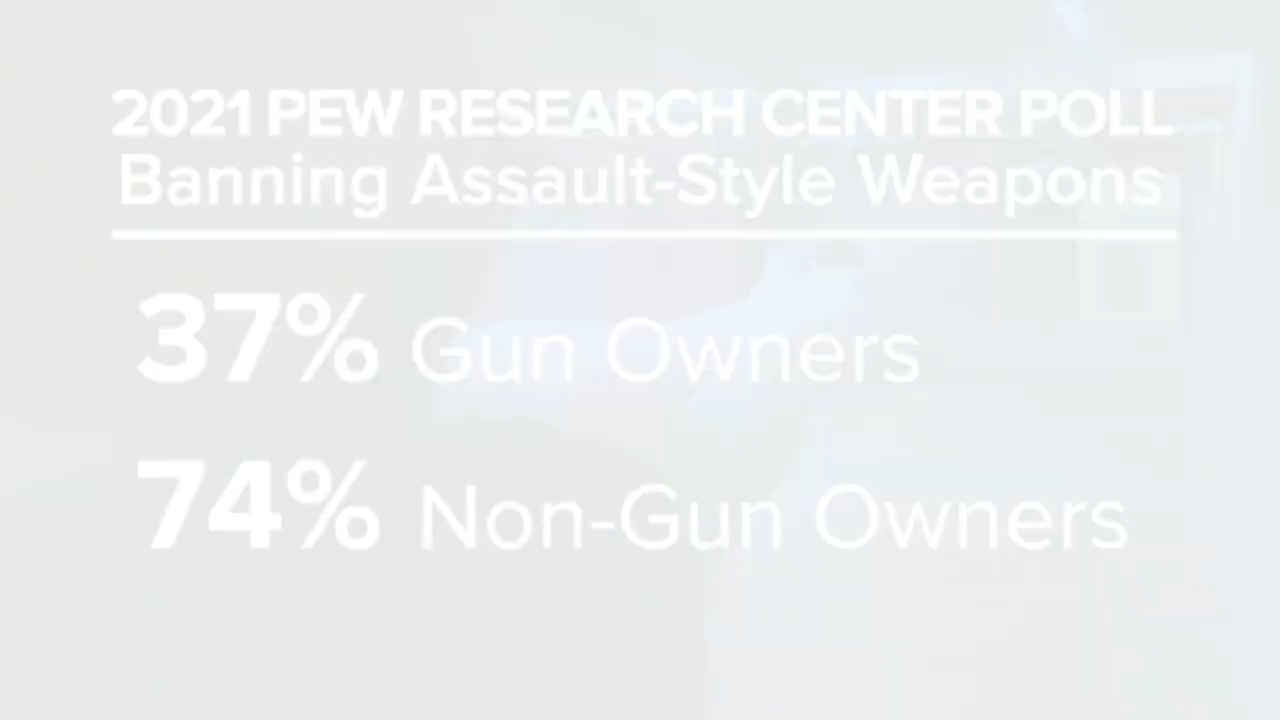 2021 PEW RESEARCH CENTER POLL
Banning Assault-Style Weapons
37% Gun Owners
74% Non-Gun Owners